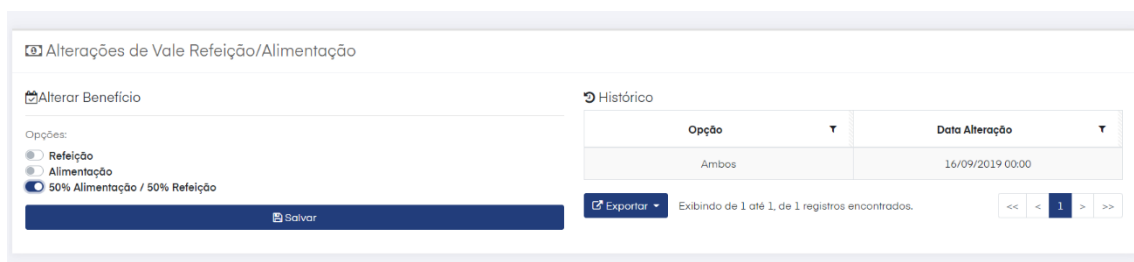 Alterações de Vale Refeição/Alimentação
Alterar Benefício
Opções:
Refeição
Alimentação
50% Alimentação / 50% Refeição
Salvar
Histórico
Opção Data Alteração
Ambos 16/09/2019 00:00
Exportar Exibindo de 1 até 1, de 1 registros encontrados. << < 1 > >>